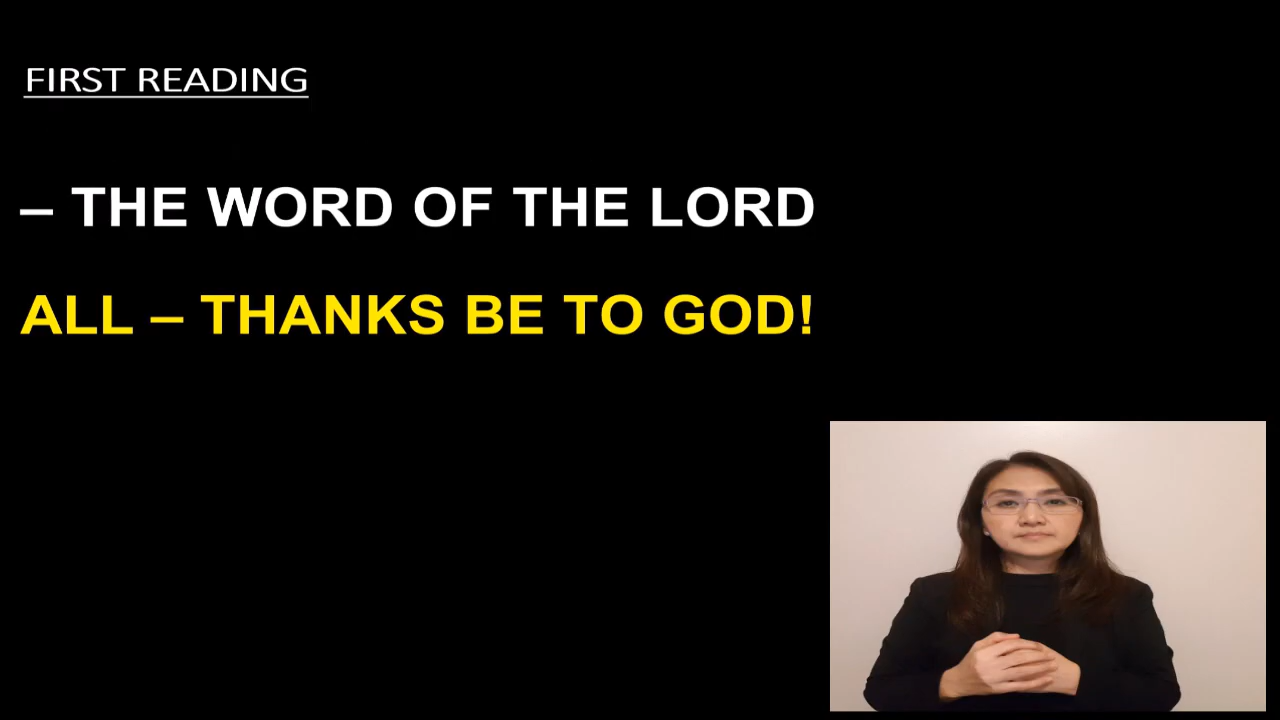 FIRST READING
– THE WORD OF THE LORD
ALL – THANKS BE TO GOD!